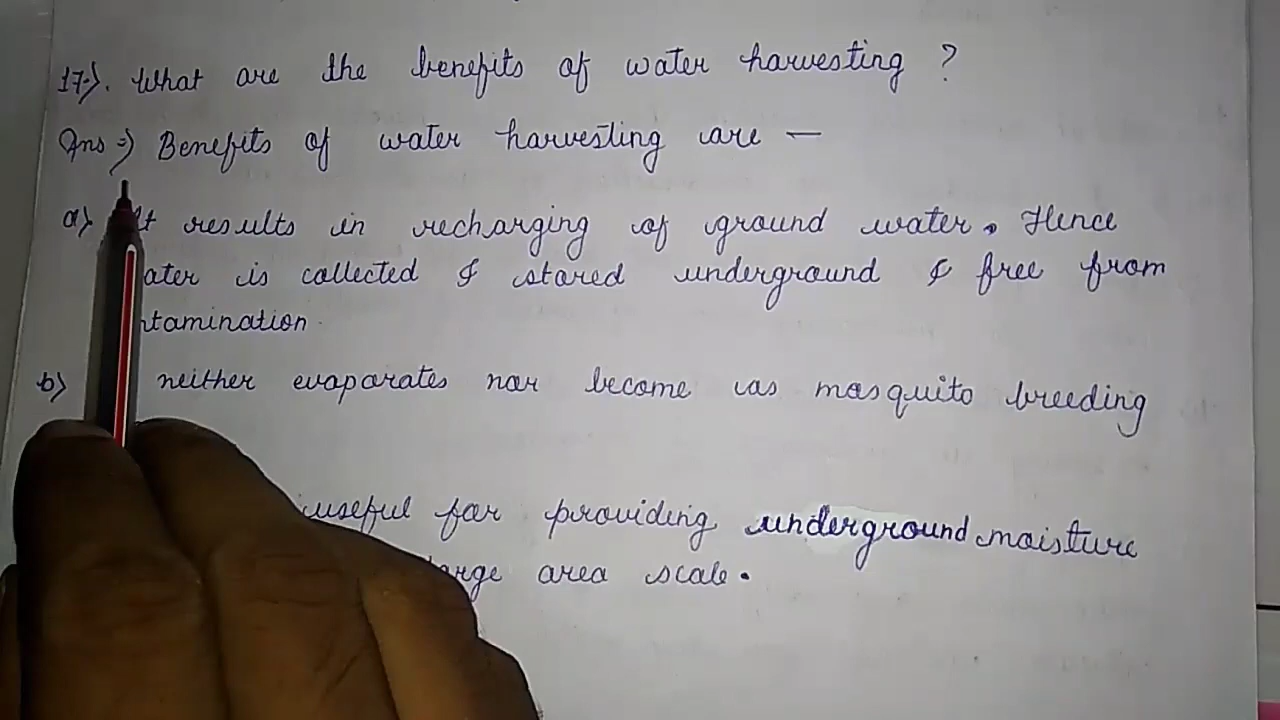 17). What are the benefits of water harvesting ?
Ans => Benefits of water harvesting are —
a) It results in recharging of ground water. Hence
ater is collected & stored underground & free from
ntamination
b) neither evaporates nor become as mosquito breeding
useful for providing underground moisture
large area scale.